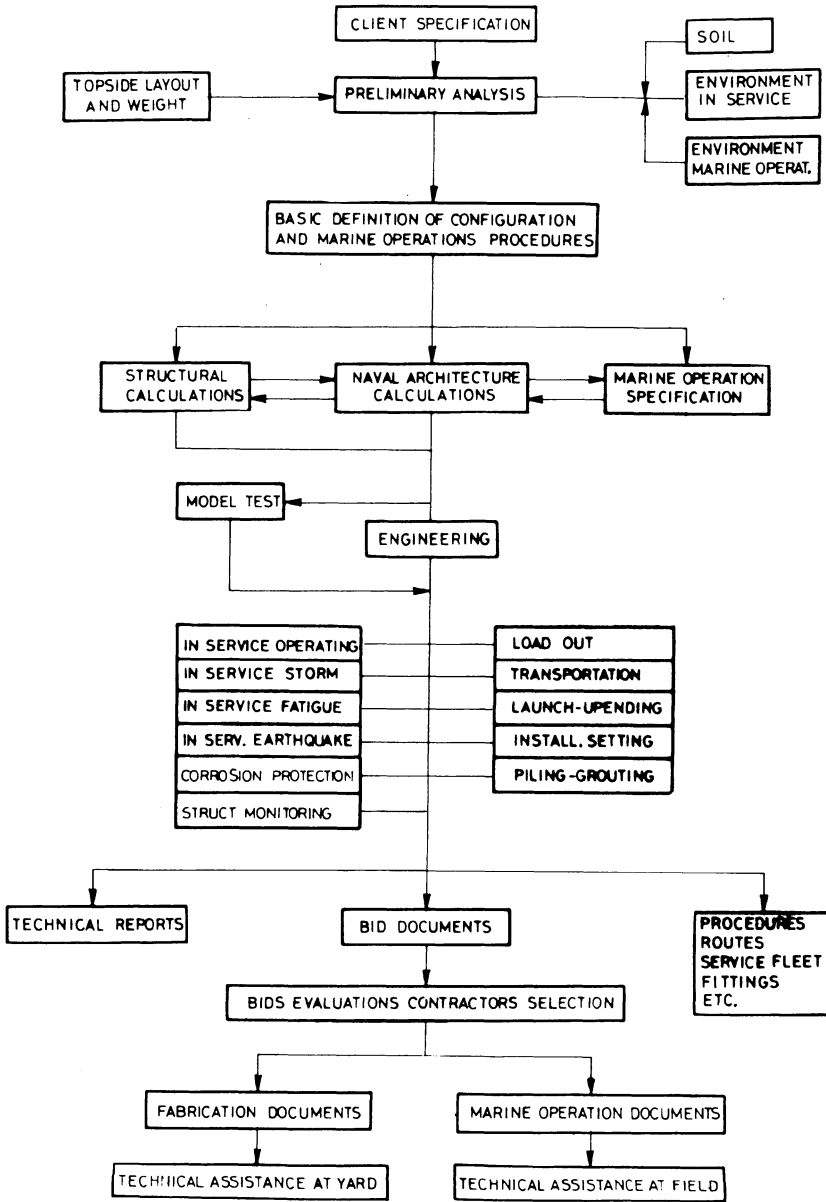 CLIENT SPECIFICATION
SOIL
TOPSIDE LAYOUT
AND WEIGHT
PRELIMINARY ANALYSIS
ENVIRONMENT
IN SERVICE
ENVIRONMENT
MARINE OPERAT.
BASIC DEFINITION OF CONFIGURATION
AND MARINE OPERATIONS PROCEDURES
STRUCTURAL
CALCULATIONS
NAVAL ARCHITECTURE
CALCULATIONS
MARINE OPERATION
SPECIFICATION
MODEL TEST
ENGINEERING
IN SERVICE OPERATING
LOAD OUT
IN SERVICE STORM
TRANSPORTATION
IN SERVICE FATIGUE
LAUNCH-UPENDING
IN SERV. EARTHQUAKE
INSTALL. SETTING
CORROSION PROTECTION
PILING-GROUTING
STRUCT MONITORING
TECHNICAL REPORTS
BID DOCUMENTS
PROCEDURES
ROUTES
SERVICE FLEET
FITTINGS
ETC.
BIDS EVALUATIONS CONTRACTORS SELECTION
FABRICATION DOCUMENTS
MARINE OPERATION DOCUMENTS
TECHNICAL ASSISTANCE AT YARD
TECHNICAL ASSISTANCE AT FIELD